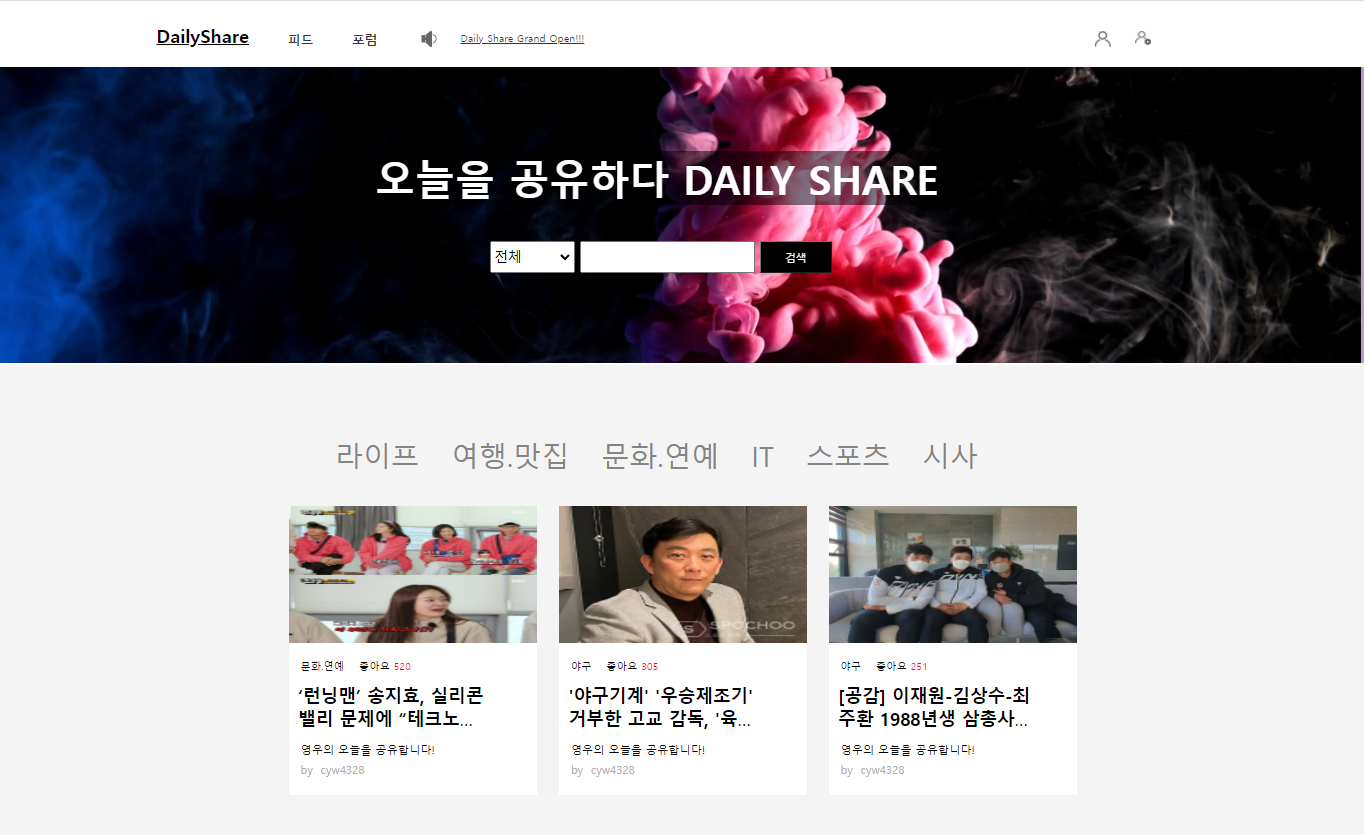 DailyShare
피드
포럼
Daily Share Grand Open!!!
오늘을 공유하다 DAILY SHARE
전체
검색
라이프
여행.맛집
문화.연예
IT
스포츠
시사
SPOCHOO
문화.연예 좋아요 520
‘런닝맨’ 송지효, 실리콘
밸리 문제에 “테크노...
영우의 오늘을 공유합니다!
by cyw4328
야구 좋아요 305
'야구기계' '우승제조기'
거부한 고교 감독, '육...
영우의 오늘을 공유합니다!
by cyw4328
야구 좋아요 251
[공감] 이재원-김상수-최
주환 1988년생 삼총사...
영우의 오늘을 공유합니다!
by cyw4328